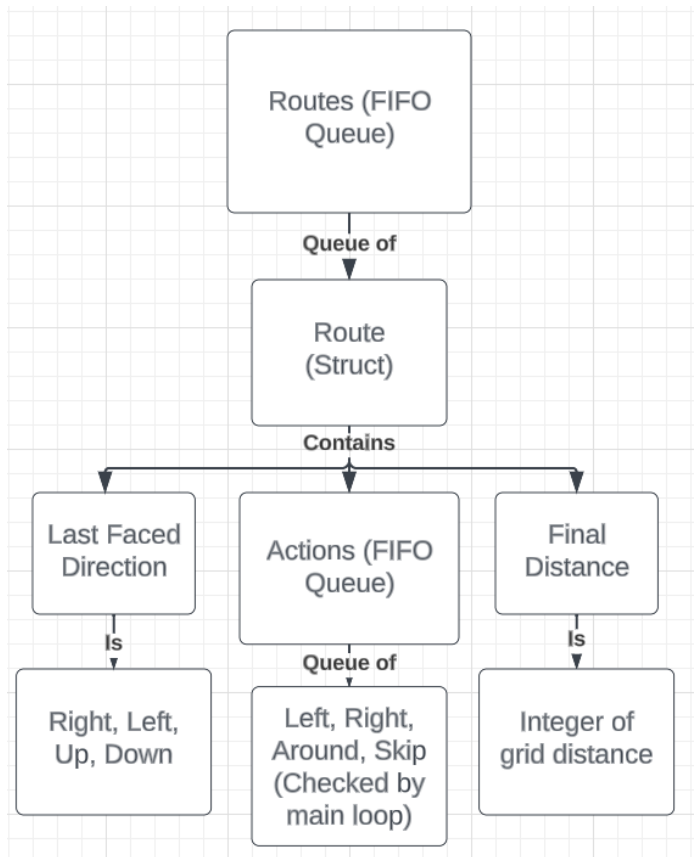 Routes (FIFO
Queue)
Queue of
Route
(Struct)
Contains
Last Faced
Direction
Actions (FIFO
Queue)
Final
Distance
Is
Queue of
Is
Right, Left,
Up, Down
Left, Right,
Around, Skip
(Checked by
main loop)
Integer of
grid distance